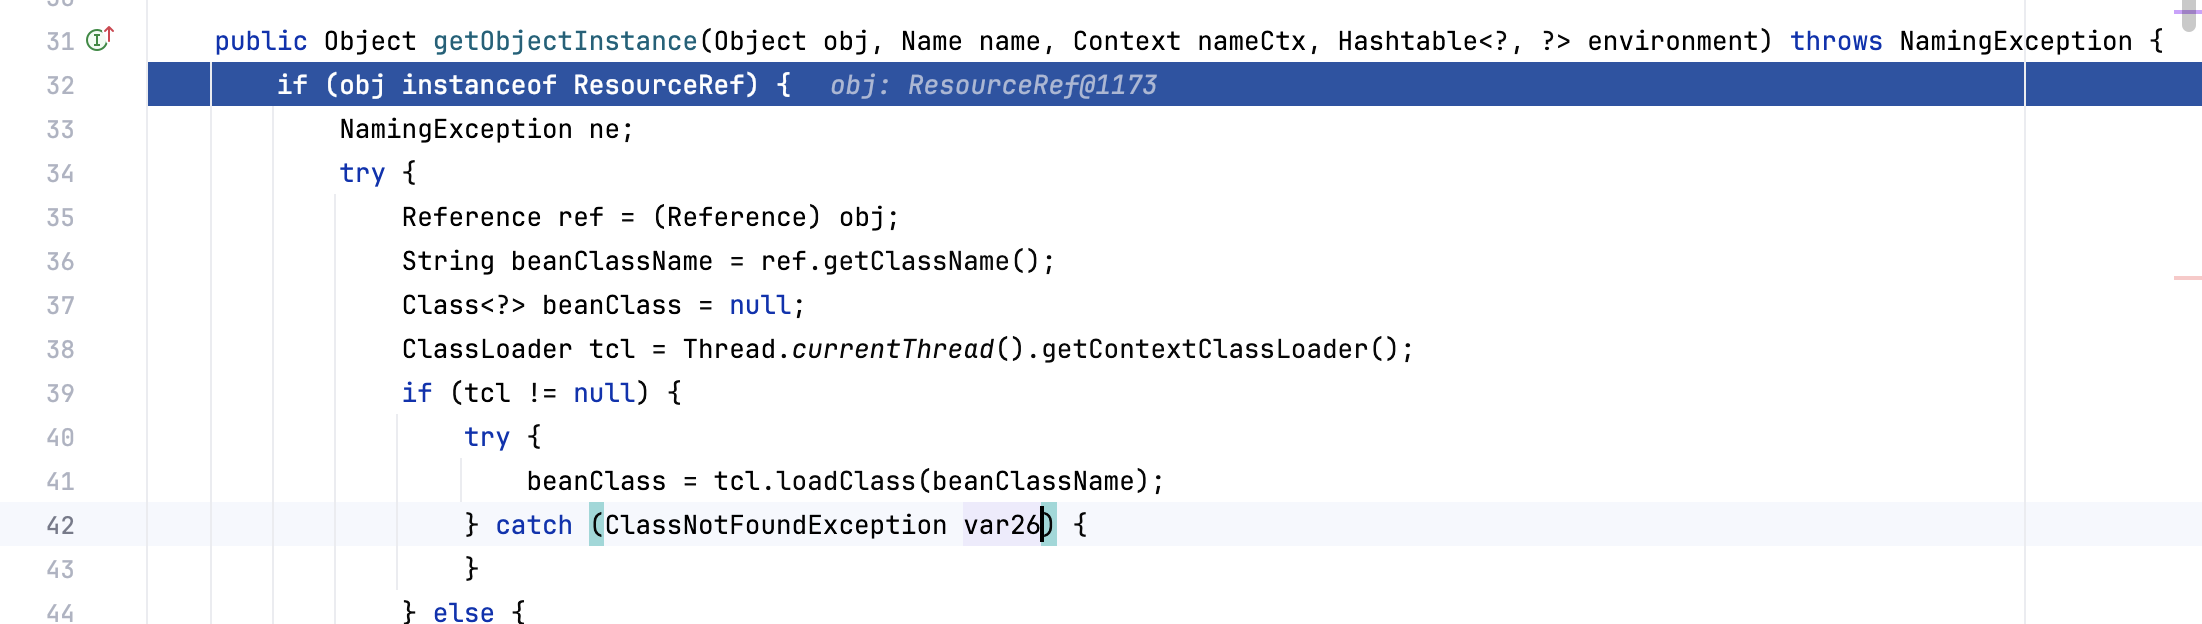 31 public Object getObjectInstance(Object obj, Name name, Context nameCtx, Hashtable<?, ?> environment) throws NamingException {
32 if (obj instanceof ResourceRef) { obj: ResourceRef@1173
33 NamingException ne;
34 try {
35 Reference ref = (Reference) obj;
36 String beanClassName = ref.getClassName();
37 Class<?> beanClass = null;
38 ClassLoader tcl = Thread.currentThread().getContextClassLoader();
39 if (tcl != null) {
40 try {
41 beanClass = tcl.loadClass(beanClassName);
42 } catch (ClassNotFoundException var26) {
43 }
44 } else {